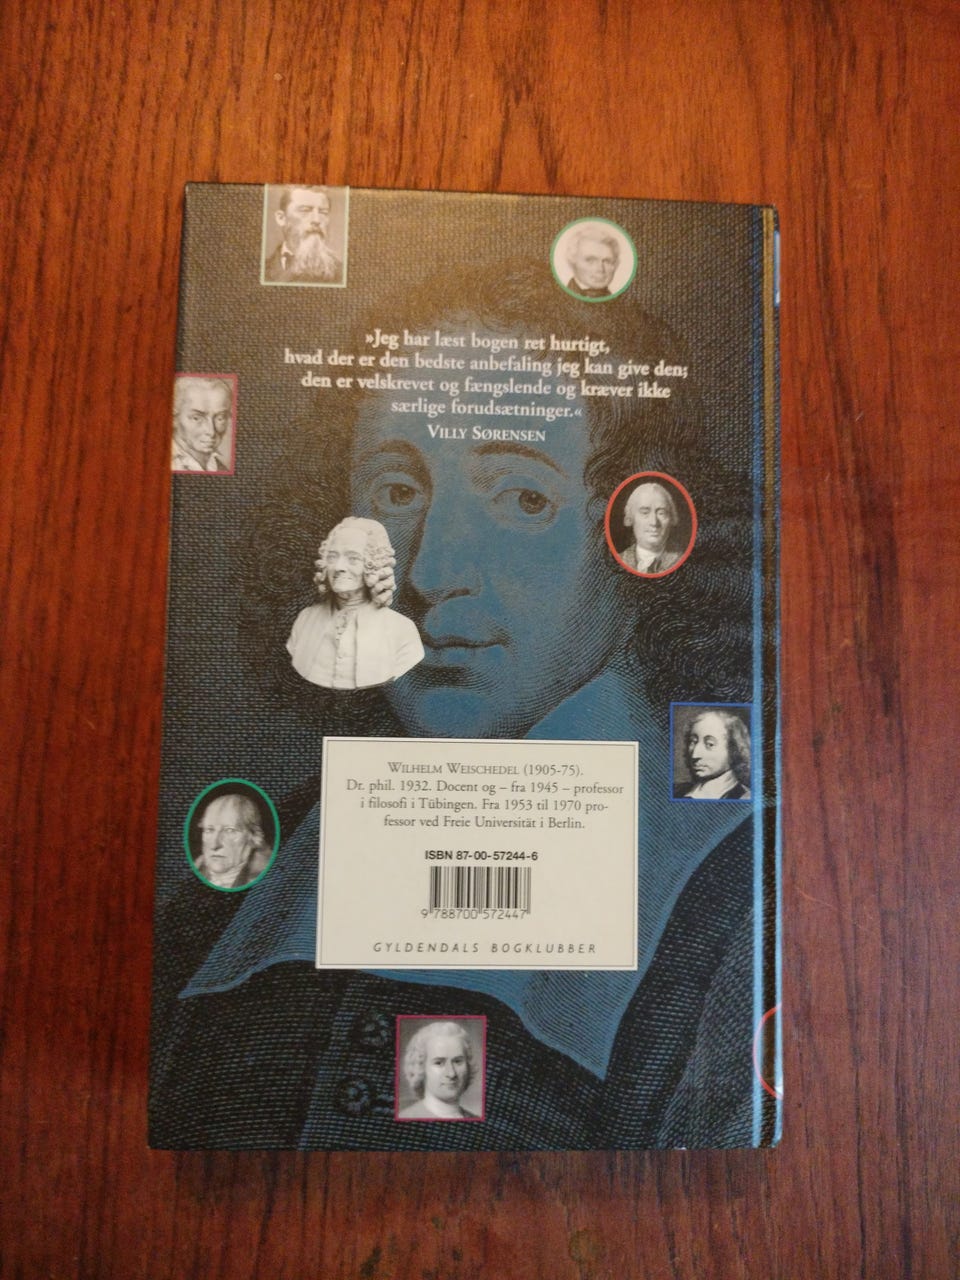 »Jeg har læst bogen ret hurtigt,
hvad der er den bedste anbefaling jeg kan give den;
den er velskrevet og fængslende og kræver ikke
særlige forudsætninger.«
VILLY SØRENSEN
WILHELM WEISCHEDEL (1905-75).
Dr. phil. 1932. Docent og – fra 1945 – professor
i filosofi i Tübingen. Fra 1953 til 1970 pro-
fessor ved Freie Universität i Berlin.
ISBN 87-00-57244-6
9 788700 572447
GYLDENDALS BOGKLUBBER